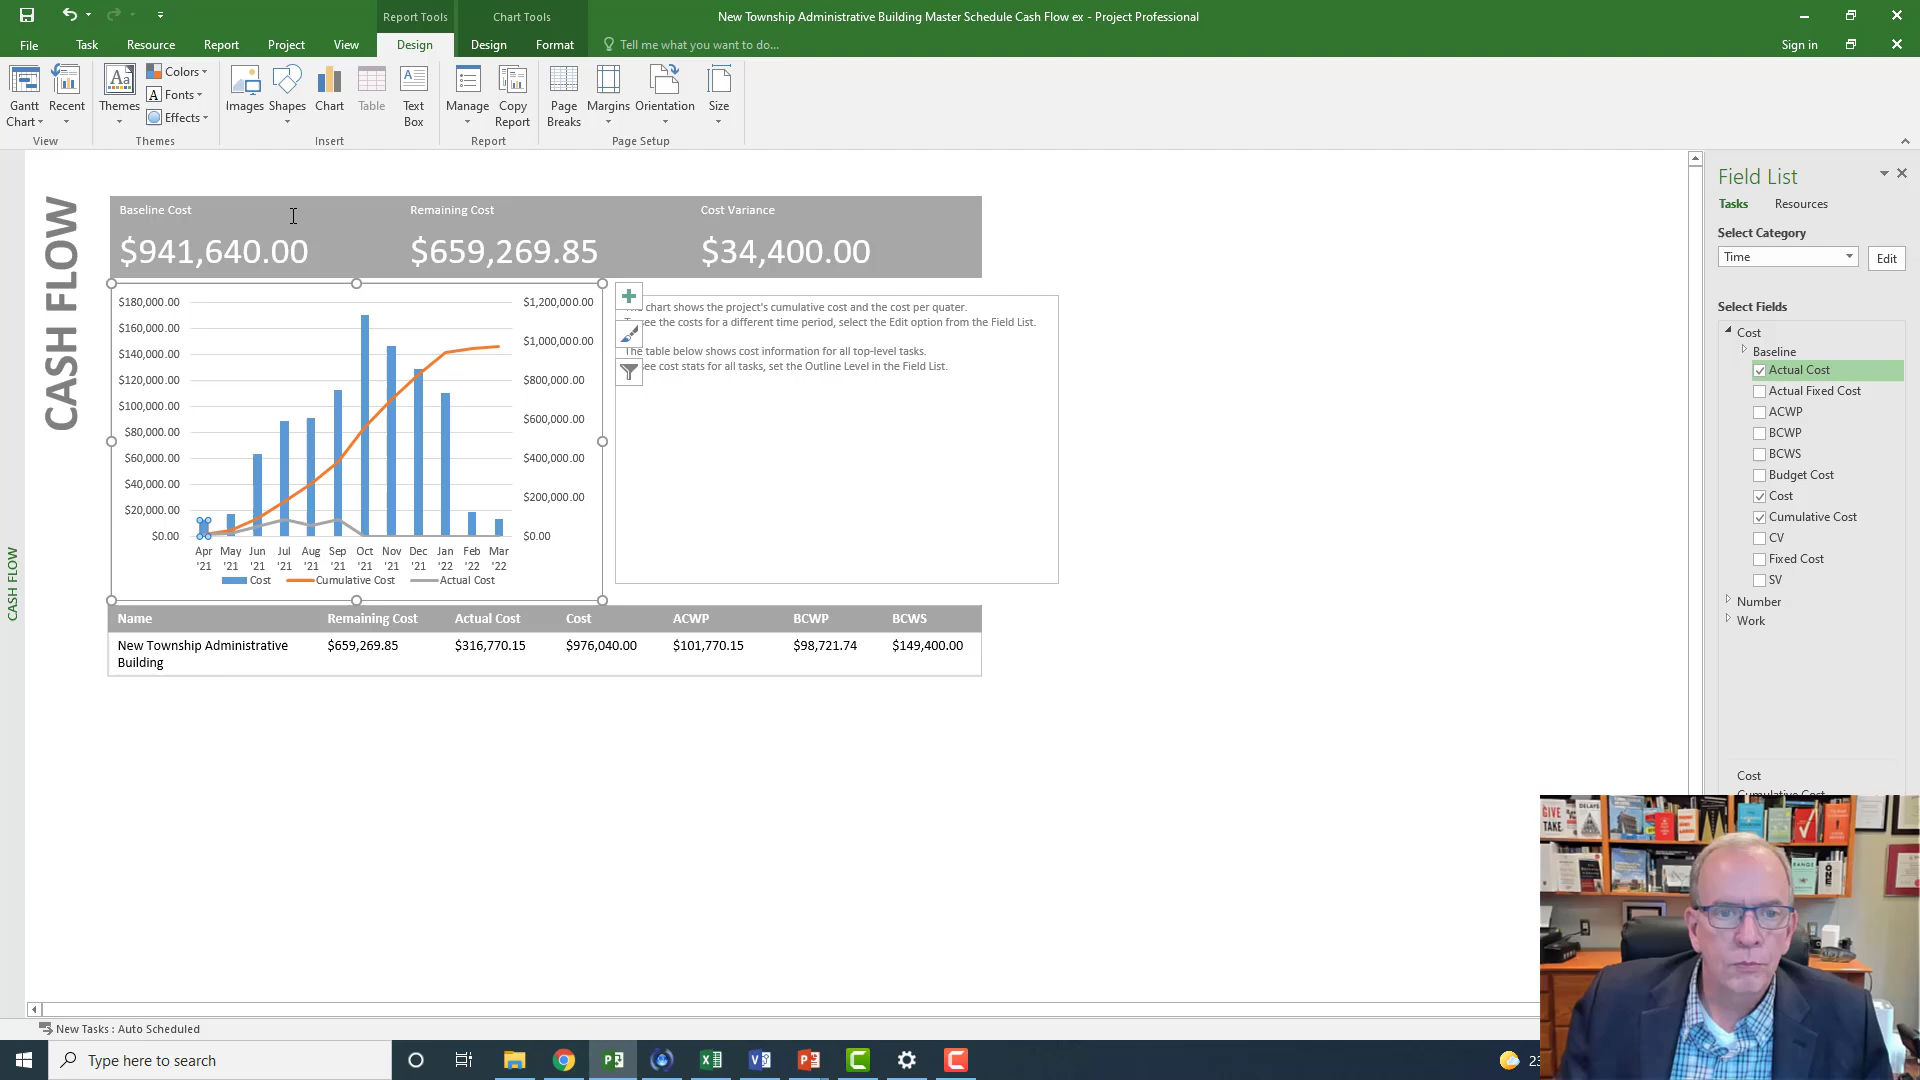 Report Tools
Chart Tools
New Township Administrative Building Master Schedule Cash Flow ex - Project Professional
File
Task
Resource
Report
Project
View
Design
Design
Format
Tell me what you want to do...
Sign in
Gantt Chart
Recent
Themes
Colors
Fonts
Effects
Images
Shapes
Chart
Table
Text Box
Manage
Copy Report
Page Breaks
Margins
Orientation
Size
View
Themes
Insert
Report
Page Setup
CASH FLOW
CASH FLOW
Baseline Cost
Remaining Cost
Cost Variance
$941,640.00
$659,269.85
$34,400.00
$180,000.00
$160,000.00
$140,000.00
$120,000.00
$100,000.00
$80,000.00
$60,000.00
$40,000.00
$20,000.00
$0.00
$1,200,000.00
$1,000,000.00
$800,000.00
$600,000.00
$400,000.00
$200,000.00
$0.00
Apr May Jun Jul Aug Sep Oct Nov Dec Jan Feb Mar
'21 '21 '21 '21 '21 '21 '21 '21 '21 '22 '22 '22
Cost Cumulative Cost Actual Cost
chart shows the project's cumulative cost and the cost per quater.
see the costs for a different time period, select the Edit option from the Field List.
The table below shows cost information for all top-level tasks.
see cost stats for all tasks, set the Outline Level in the Field List.
Name Remaining Cost Actual Cost Cost ACWP BCWP BCWS
New Township Administrative $659,269.85 $316,770.15 $976,040.00 $101,770.15 $98,721.74 $149,400.00
Building
Field List
Tasks Resources
Select Category
Time
Edit
Select Fields
Cost
Baseline
Actual Cost
Actual Fixed Cost
ACWP
BCWP
BCWS
Budget Cost
Cost
Cumulative Cost
CV
Fixed Cost
SV
Number
Work
Cost
Cumulative Cost
GIVE
TAKE
DELAYS
RANGE
ONE
New Tasks : Auto Scheduled
Type here to search